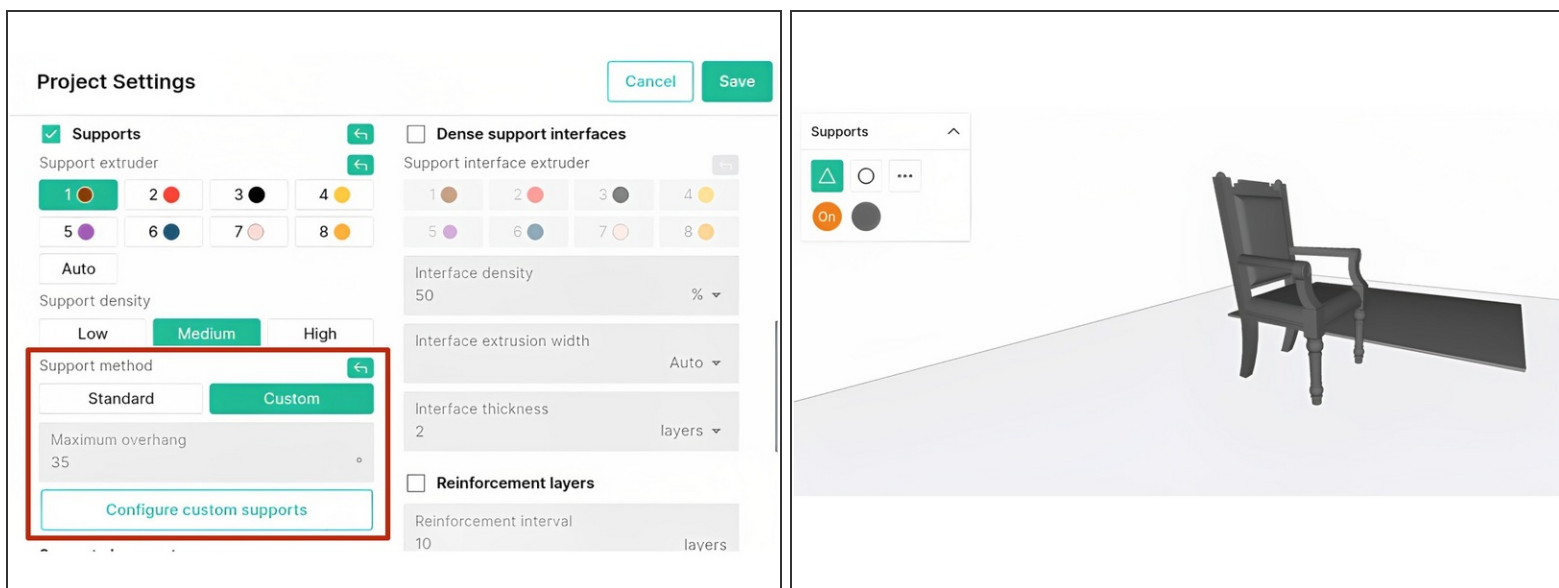 Project Settings
Cancel
Save
Supports
Support extruder
1 2 3 4
5 6 7 8
Auto
Support density
Low Medium High
Support method
Standard Custom
Maximum overhang
35 °
Configure custom supports
Dense support interfaces
Support interface extruder
1 2 3 4
5 6 7 8
Interface density
50 %
Interface extrusion width
Auto
Interface thickness
2 layers
Reinforcement layers
Reinforcement interval
10 layers
Supports
On